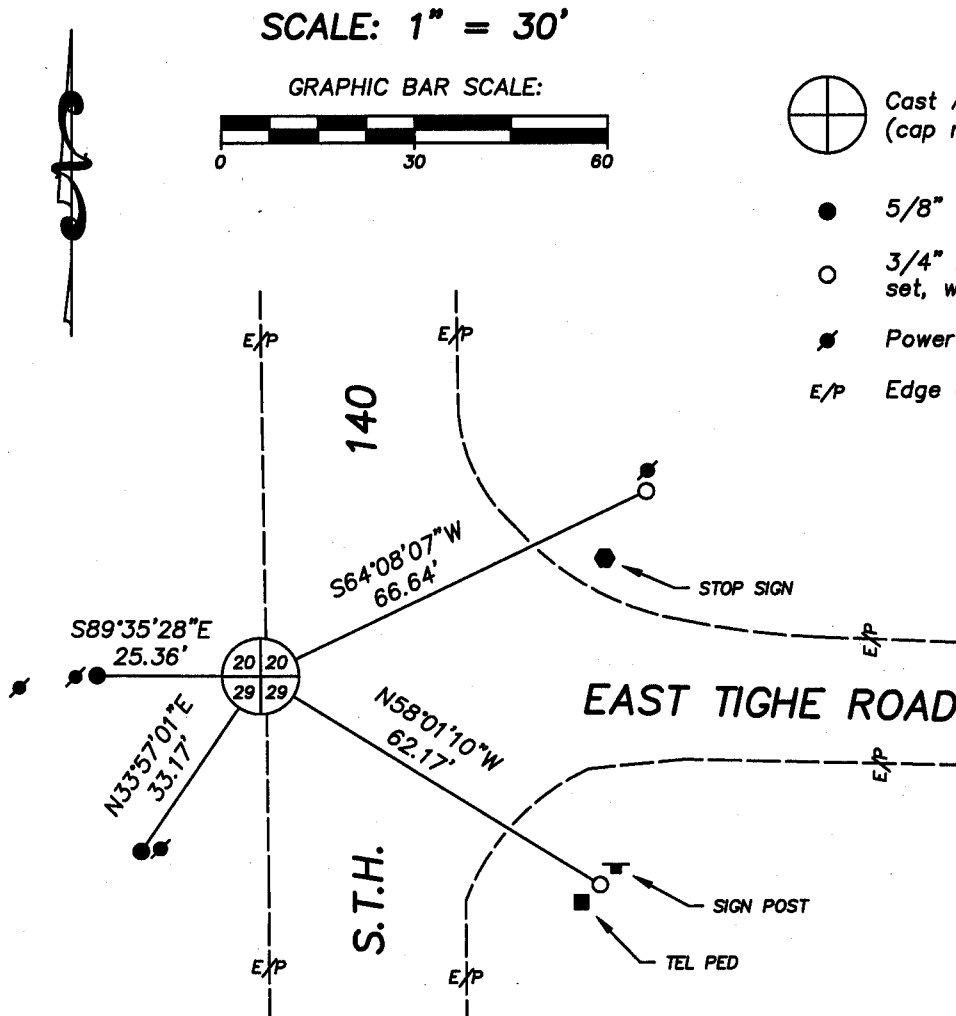 SCALE: 1" = 30'
GRAPHIC BAR SCALE:
0 30 60
Cast
(cap
5/8"
3/4"
set,
Power
E/P Edge
E/P
E/P
140
S64°08'07"W
66.64'
STOP SIGN
S89°35'28"E
25.36'
20 20
29 29
E/P
N58°01'10"W
62.17'
EAST TIGHE ROAD
N33°57'01"E
33.17'
E/P
S.T.H.
SIGN POST
TEL PED
E/P
E/P